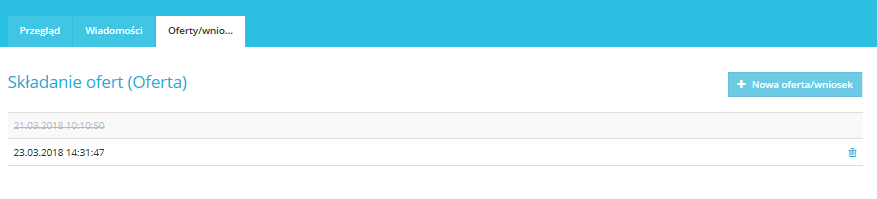 Przegląd
Wiadomości
Oferty/wnio...
Składanie ofert (Oferta)
Nowa oferta/wniosek
21.03.2018 10:10:50
23.03.2018 14:31:47